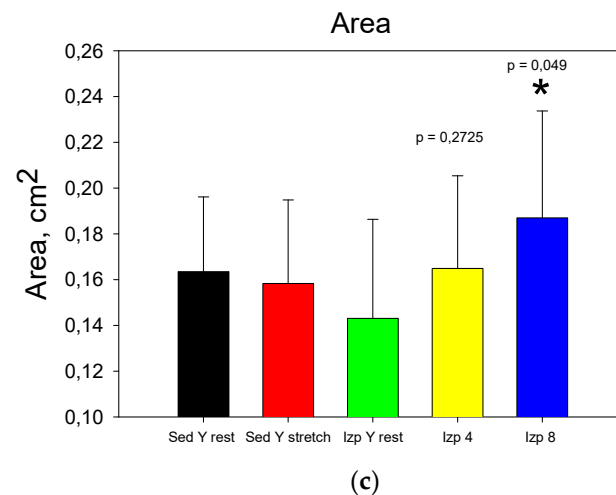 Area
Area, cm²
0,26
0,24
0,22
0,20
0,18
0,16
0,14
0,12
0,10
p = 0,2725
p = 0,049
*
Sed Y rest Sed Y stretch Izp Y rest Izp 4 Izp 8
(c)